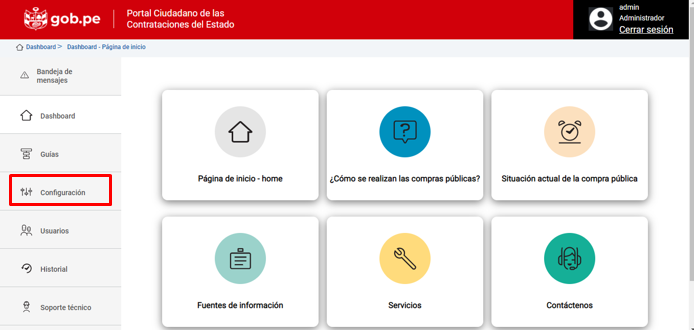 gob.pe
Portal Ciudadano de las
Contrataciones del Estado
admin
Administrador
Cerrar sesión
Dashboard > Dashboard - Página de inicio
Bandeja de
mensajes
Dashboard
Guías
Configuración
Usuarios
Historial
Soporte técnico
Página de inicio - home
¿Cómo se realizan las compras públicas?
Situación actual de la compra pública
Fuentes de información
Servicios
Contáctenos